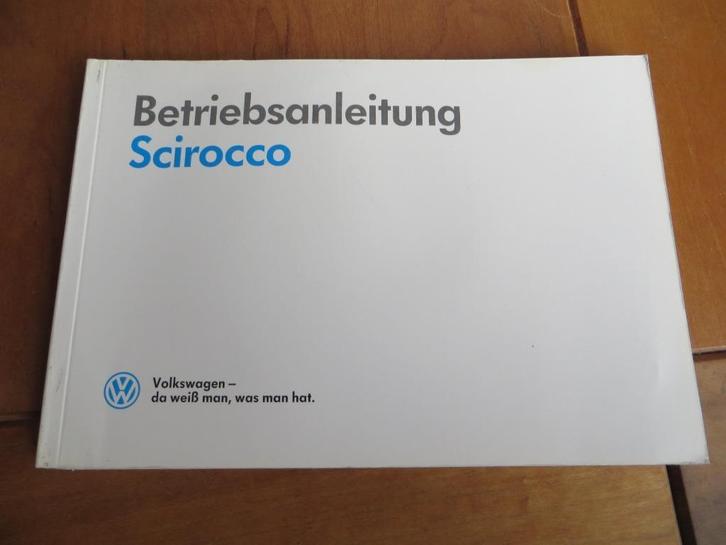 Betriebsanleitung
Scirocco
Volkswagen –
da weiß man, was man hat.